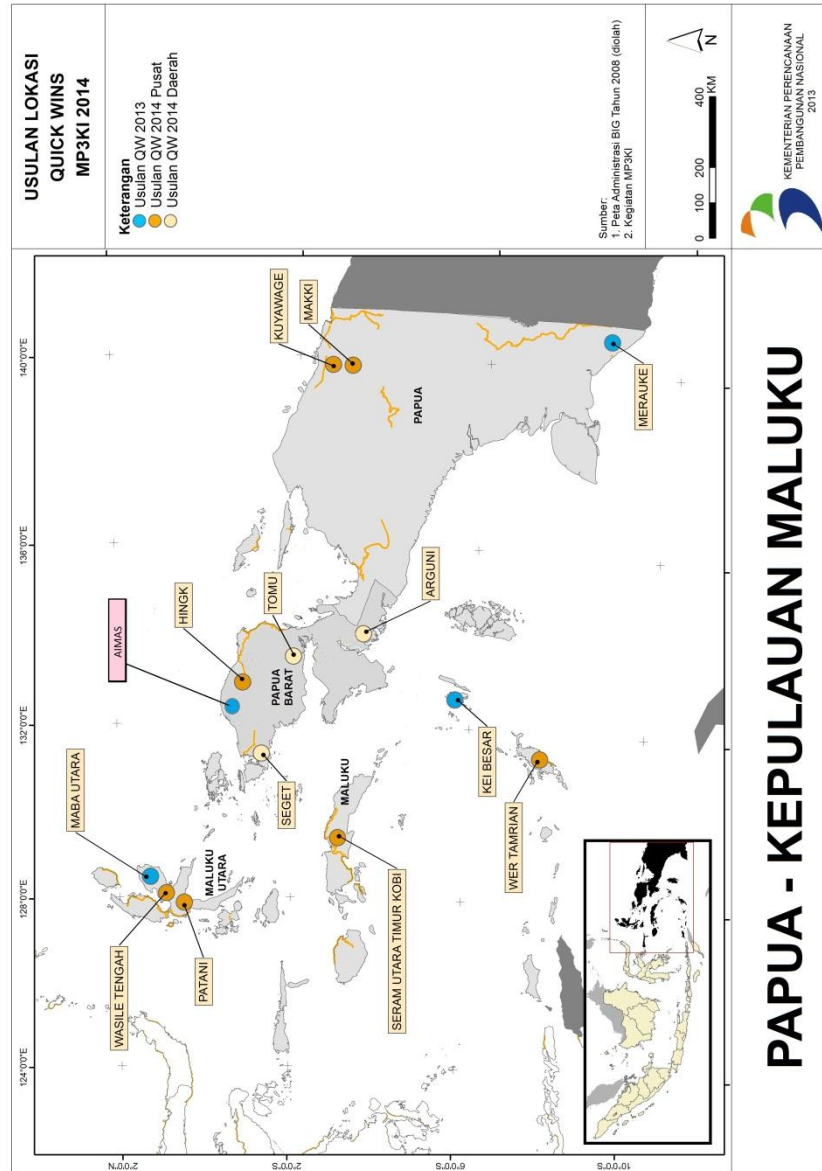 USULAN LOKASI
QUICK WINS
MP3KI 2014
Keterangan
Usulan QW 2013
Usulan QW 2014 Pusat
Usulan QW 2014 Daerah
Sumber:
1. Peta Administrasi BIG Tahun 2008 (diolah)
2. Kegiatan MP3KI
0 100 200 400
KM
N
KEMENTERIAN PERENCANAAN
PEMBANGUNAN NASIONAL
2013
124°0'0"E
128°0'0"E
132°0'0"E
136°0'0"E
140°0'0"E
2°0'0"N
2°0'0"S
6°0'0"S
10°0'0"S
MABA UTARA
WASILE TENGAH
PATANI
MALUKU
UTARA
AIMAS
HINGK
TOMU
SEGET
PAPUA
BARAT
ARGUNI
MALUKU
SERAM UTARA TIMUR KOBI
KEI BESAR
WER TAMRIAN
KUYAWAGE
MAKKI
PAPUA
MERAUKE
PAPUA - KEPULAUAN MALUKU